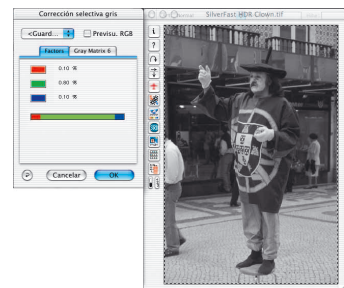 Corrección selectiva gris
<Guard...
Previsu. RGB
Factors
Gray Matrix 6
0.10 %
0.80 %
0.10 %
Cancelar
OK
SilverFast HDR Clown.tif